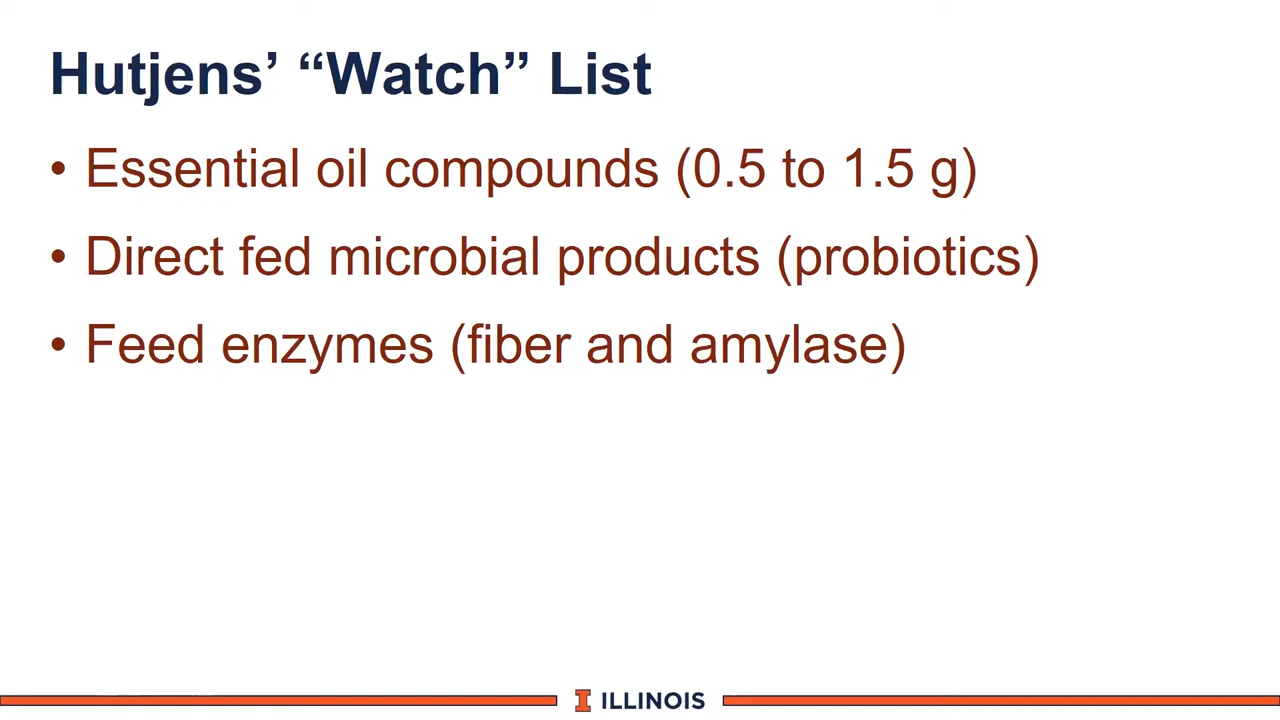 Hutjens’ “Watch” List
• Essential oil compounds (0.5 to 1.5 g)
• Direct fed microbial products (probiotics)
• Feed enzymes (fiber and amylase)
I ILLINOIS